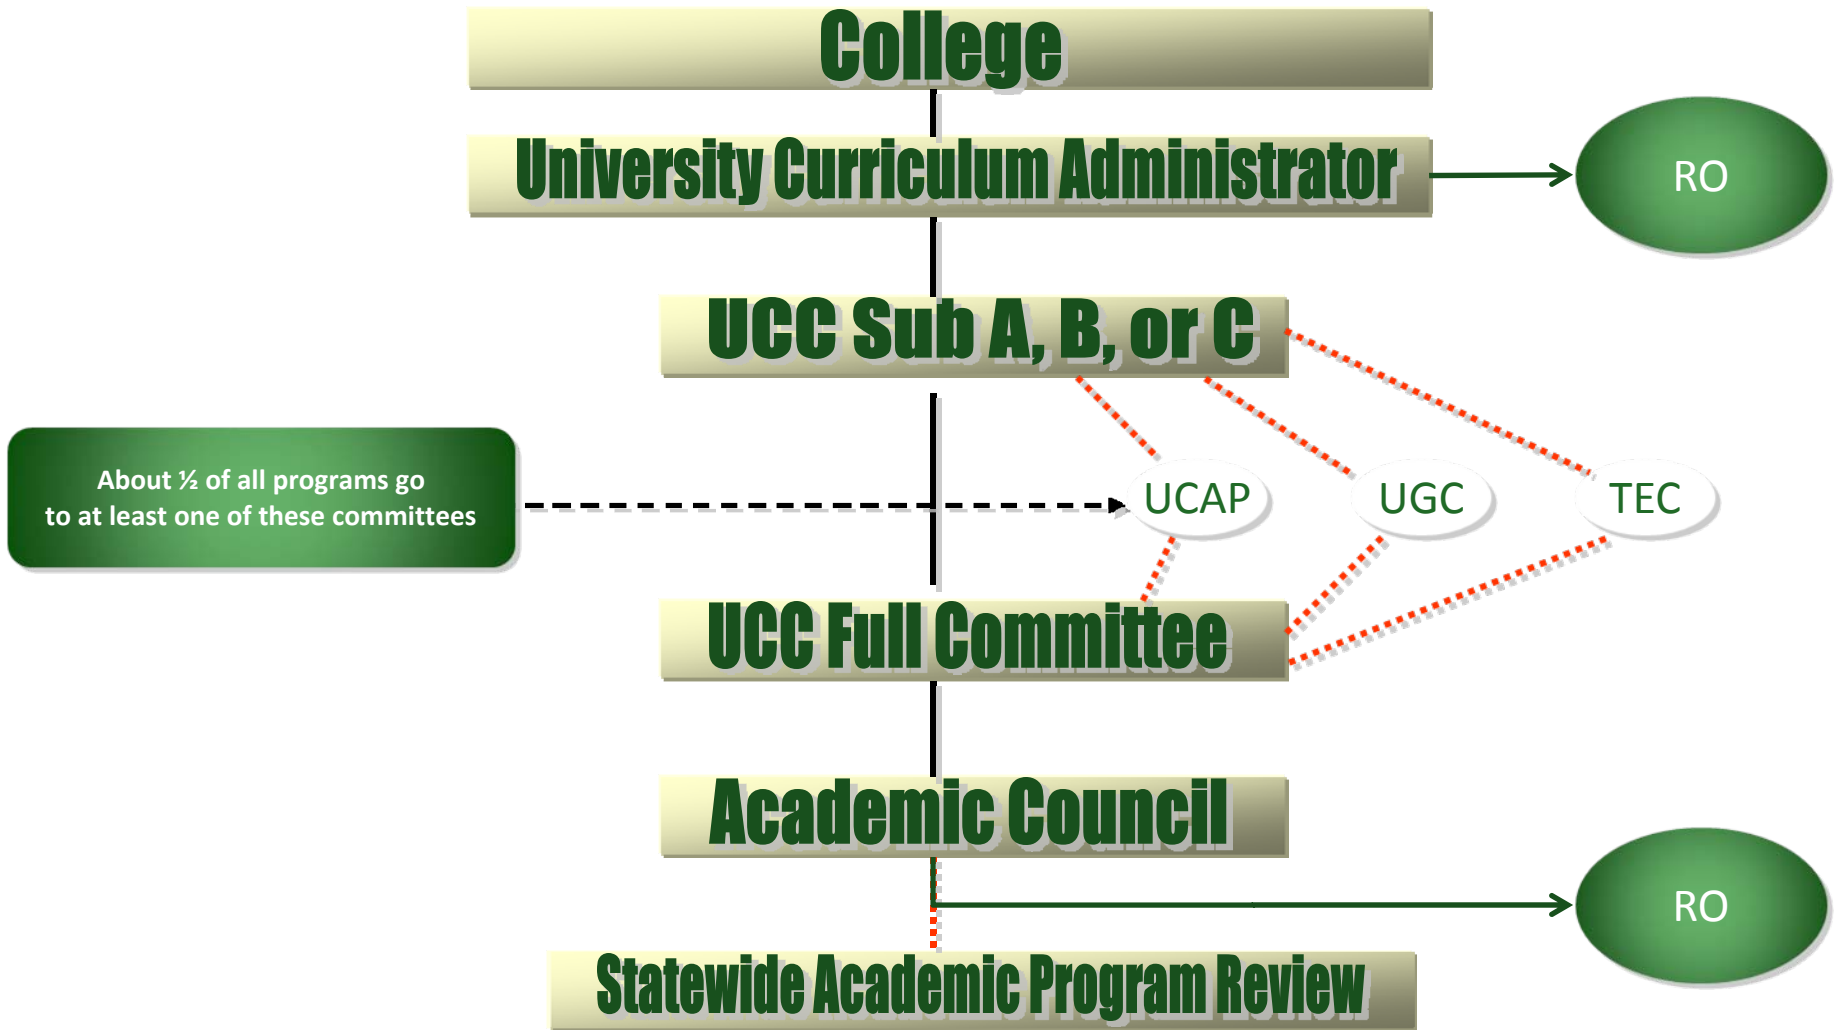 College
University Curriculum Administrator
RO
UCC Sub A, B, or C
About ½ of all programs go
to at least one of these committees
UCAP
UGC
TEC
UCC Full Committee
Academic Council
RO
Statewide Academic Program Review